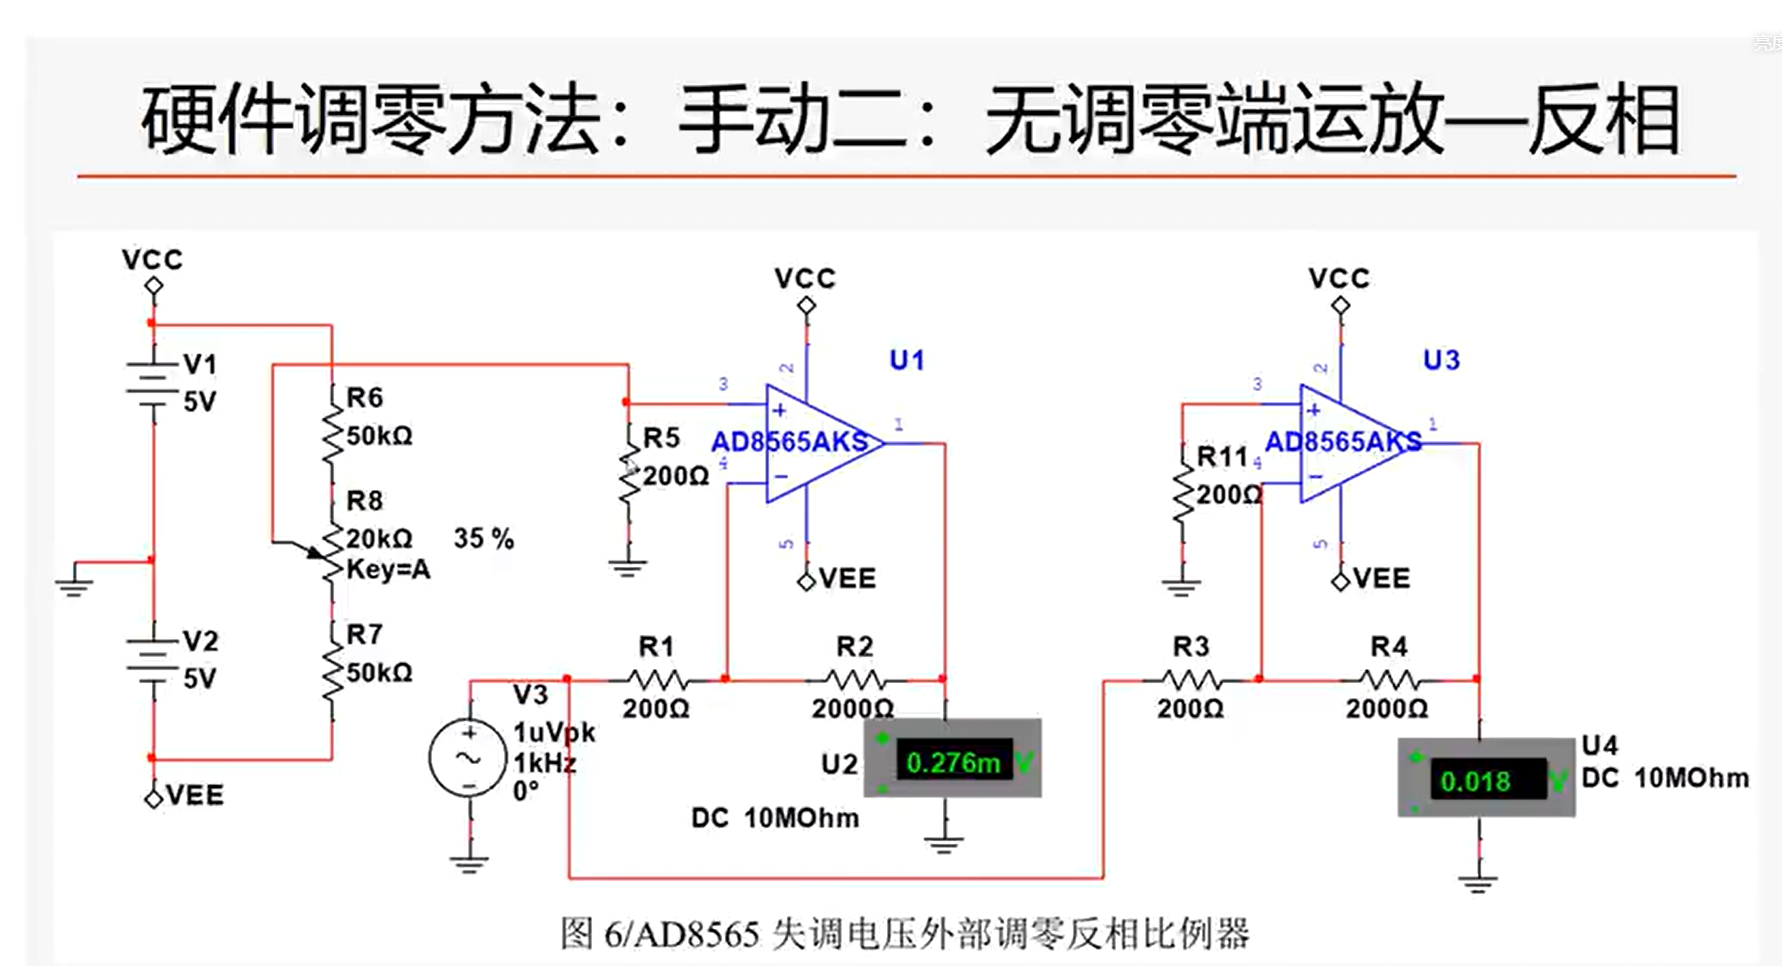 亮度
硬件调零方法：手动二：无调零端运放—反相
VCC
VCC
VCC
V1
5V
R6
50kΩ
R8
20kΩ
Key=A
35 %
R7
50kΩ
V2
5V
VEE
R5
200Ω
3
2
U1
AD8565AKS
4
1
5
VEE
R1
200Ω
R2
2000Ω
V3
1uVpk
1kHz
0°
U2
0.276m V
DC 10MOhm
3
2
U3
R11
200Ω
AD8565AKS
4
1
5
VEE
R3
200Ω
R4
2000Ω
0.018 V
U4
DC 10MOhm
图 6/AD8565 失调电压外部调零反相比例器